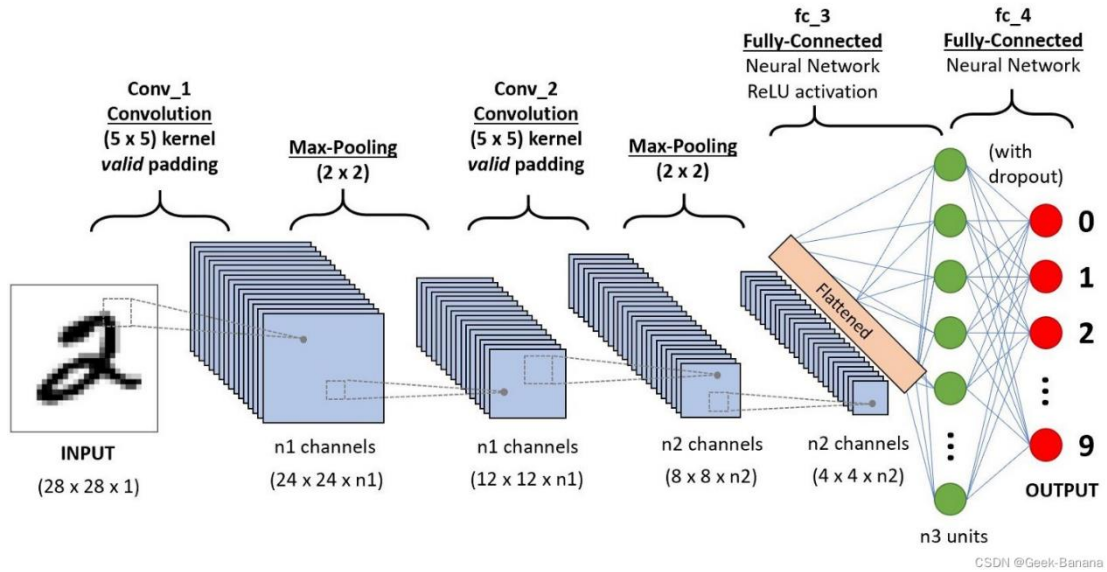 Conv_1
Convolution
(5 x 5) kernel
valid padding
Max-Pooling
(2 x 2)
Conv_2
Convolution
(5 x 5) kernel
valid padding
Max-Pooling
(2 x 2)
fc_3
Fully-Connected
Neural Network
ReLU activation
fc_4
Fully-Connected
Neural Network
(with
dropout)
Flattened
0
1
2
9
OUTPUT
2
INPUT
(28 x 28 x 1)
n1 channels
(24 x 24 x n1)
n1 channels
(12 x 12 x n1)
n2 channels
(8 x 8 x n2)
n2 channels
(4 x 4 x n2)
n3 units
CSDN @Geek-Banana